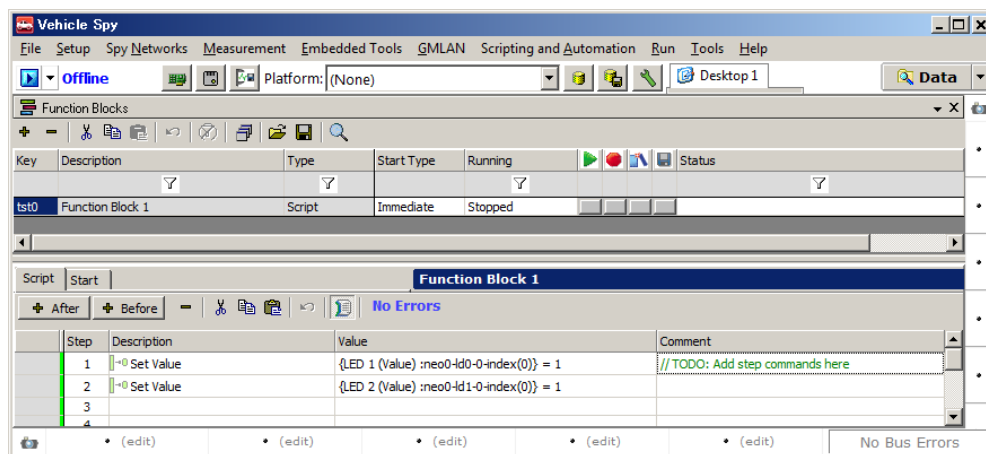 Vehicle Spy
File Setup Spy Networks Measurement Embedded Tools GMLAN Scripting and Automation Run Tools Help
Offline Platform: (None) Desktop 1 Data
Function Blocks
Key Description Type Start Type Running Status
tst0 Function Block 1 Script Immediate Stopped
Script Start Function Block 1
After Before No Errors
Step Description Value Comment
1 Set Value {LED 1 (Value) :neo0-ld0-0-index(0)} = 1 // TODO: Add step commands here
2 Set Value {LED 2 (Value) :neo0-ld1-0-index(0)} = 1
3
4
(edit) (edit) (edit) (edit) (edit) No Bus Errors